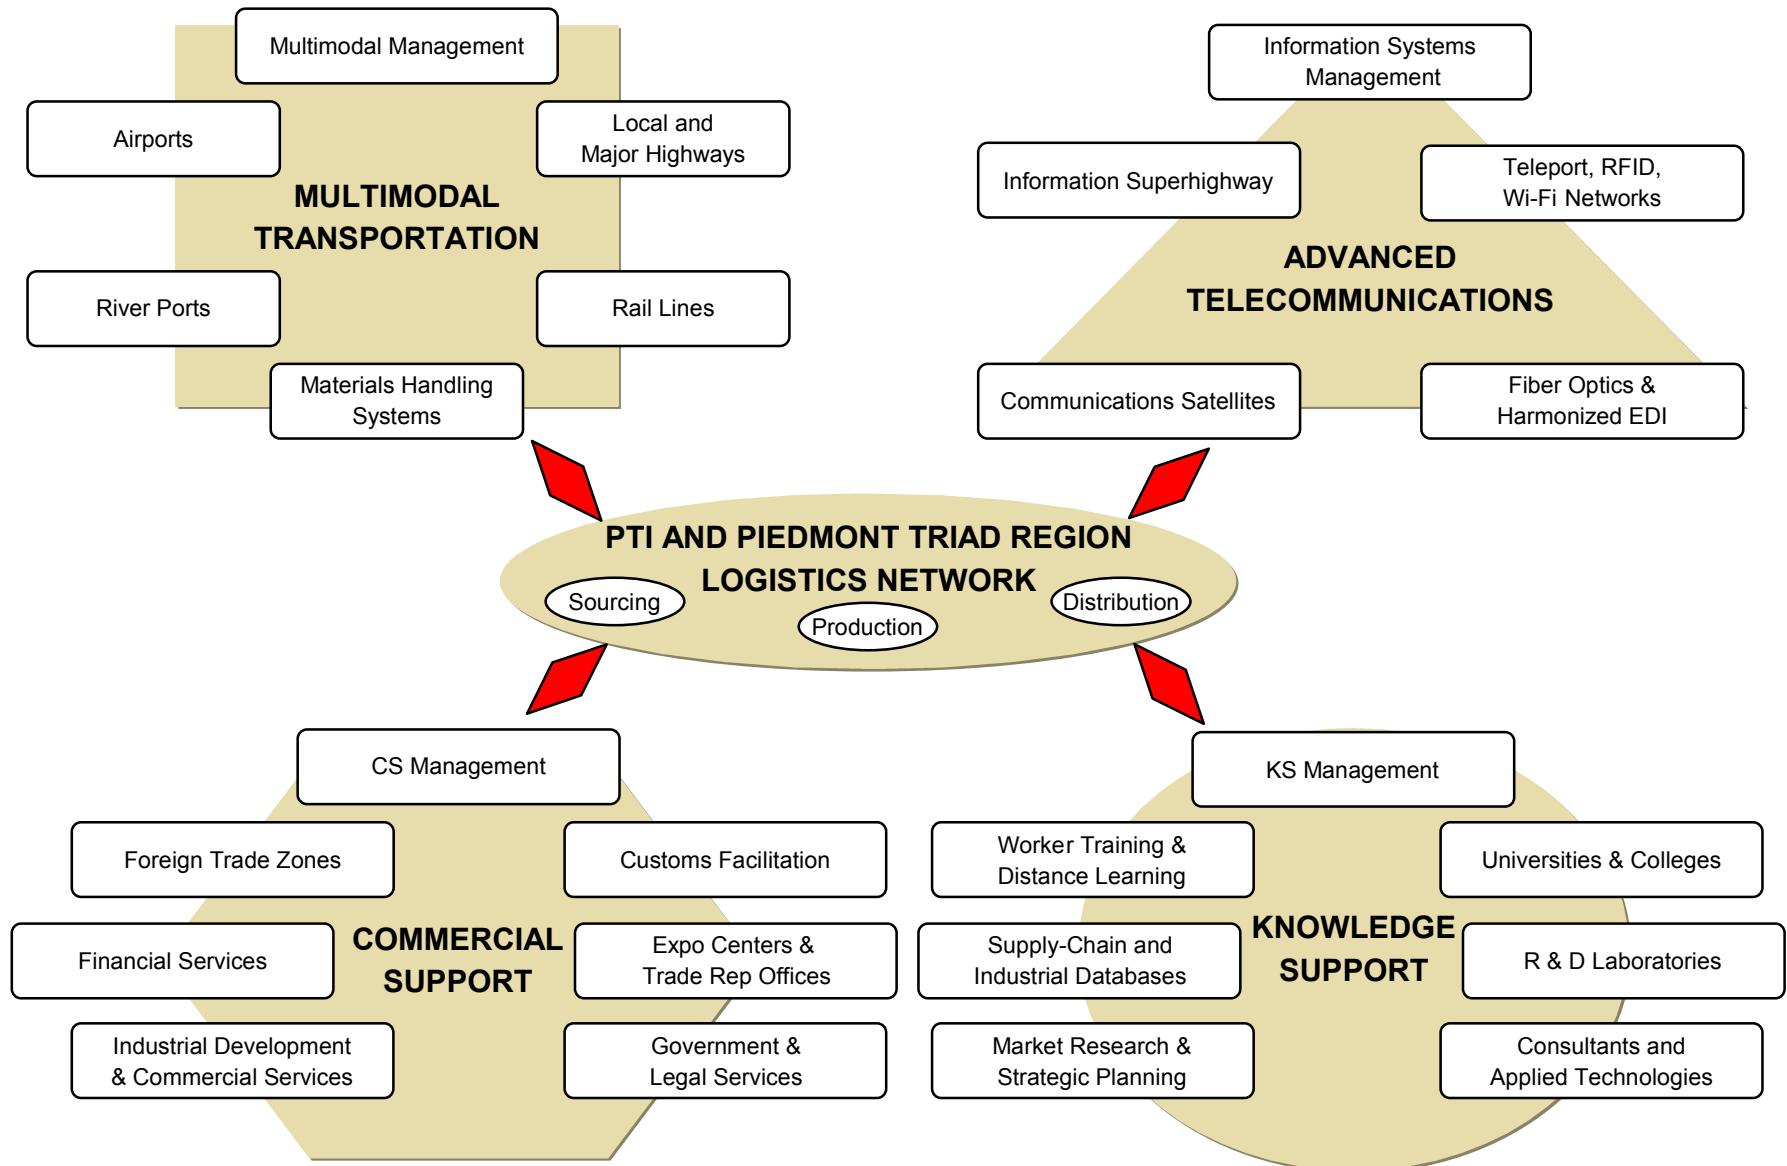 Multimodal Management
Airports
Local and
Major Highways
MULTIMODAL
TRANSPORTATION
River Ports
Rail Lines
Materials Handling
Systems
Information Systems
Management
Information Superhighway
Teleport, RFID,
Wi-Fi Networks
ADVANCED
TELECOMMUNICATIONS
Communications Satellites
Fiber Optics &
Harmonized EDI
PTI AND PIEDMONT TRIAD REGION
LOGISTICS NETWORK
Sourcing
Production
Distribution
CS Management
Foreign Trade Zones
Customs Facilitation
Financial Services
COMMERCIAL
SUPPORT
Expo Centers &
Trade Rep Offices
Industrial Development
& Commercial Services
Government &
Legal Services
KS Management
Worker Training &
Distance Learning
Universities & Colleges
Supply-Chain and
Industrial Databases
KNOWLEDGE
SUPPORT
R & D Laboratories
Market Research &
Strategic Planning
Consultants and
Applied Technologies